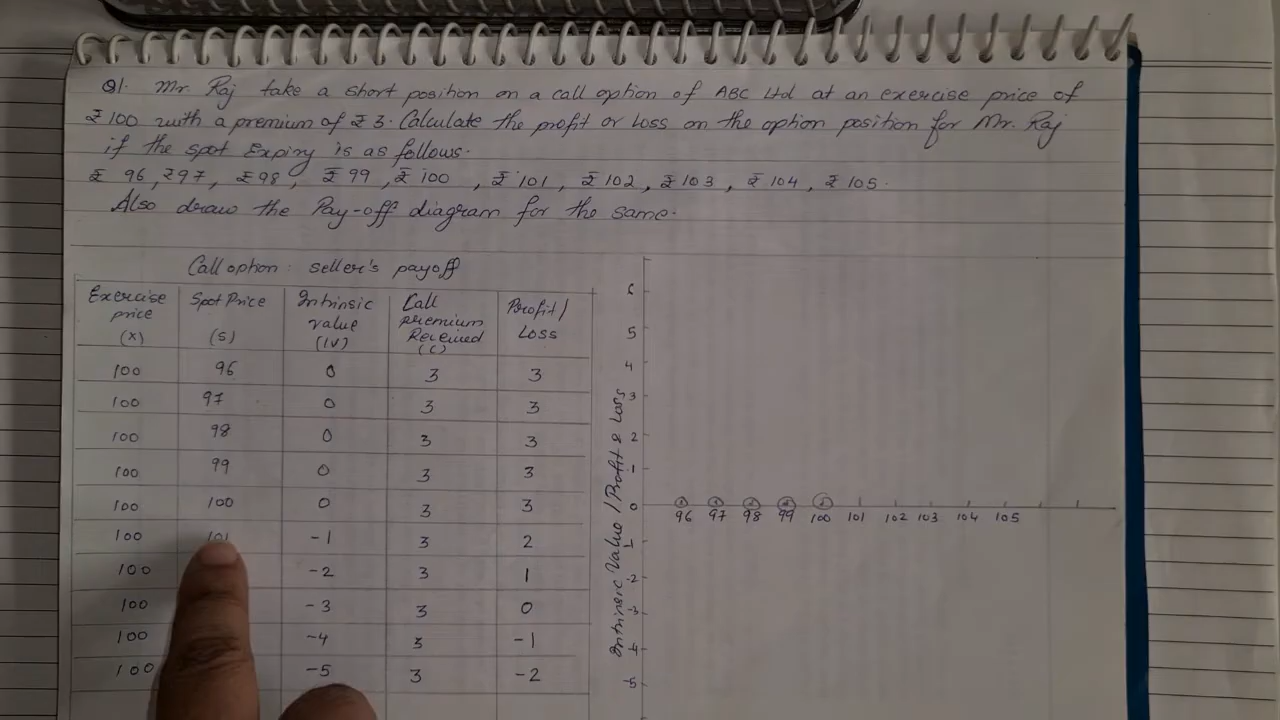 Q1. Mr. Raj take a short position on a call option of ABC Ltd at an exercise price of
₹ 100 with a premium of ₹ 3. Calculate the profit or Loss on the option position for Mr. Raj
if the spot Expiry is as follows.
₹ 96, ₹97, ₹98, ₹ 99, ₹ 100, ₹ 101, ₹ 102, ₹ 103, ₹ 104, ₹ 105.
Also draw the Pay-off diagram for the same.
Call option: seller's payoff
Exercise price (X) Spot Price (S) Intrinsic value (IV) Call premium Received (C) Profit/ Loss
100 96 0 3 3
100 97 0 3 3
100 98 0 3 3
100 99 0 3 3
100 100 0 3 3
100 101 -1 3 2
100 -2 3 1
100 -3 3 0
100 -4 3 -1
100 -5 3 -2
Intrinsic Value / Profit & Loss
6
5
4
3
2
1
0
96 97 98 99 100 101 102 103 104 105
-1
-2
-3
-4
-5